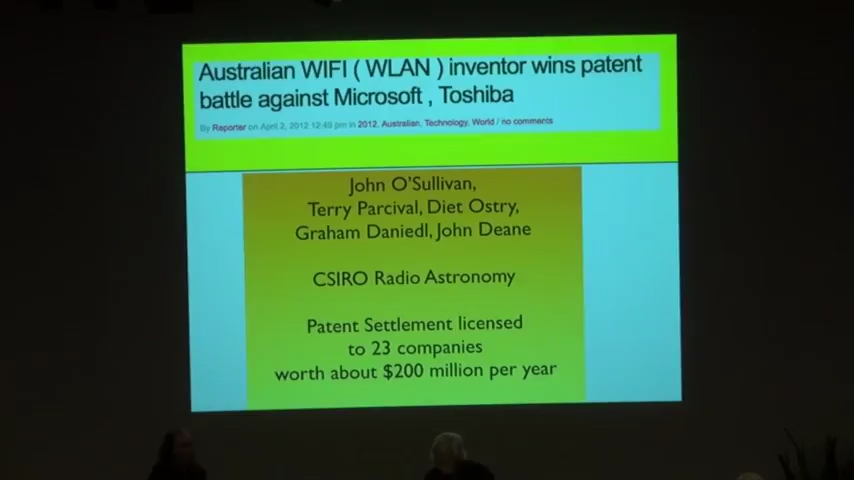 Australian WIFI ( WLAN ) inventor wins patent
battle against Microsoft , Toshiba
By Reporter on April 2, 2012 12:45 pm in 2012, Australian, Technology, World / no comments
John O'Sullivan,
Terry Parcival, Diet Ostry,
Graham Daniedl, John Deane
CSIRO Radio Astronomy
Patent Settlement licensed
to 23 companies
worth about $200 million per year